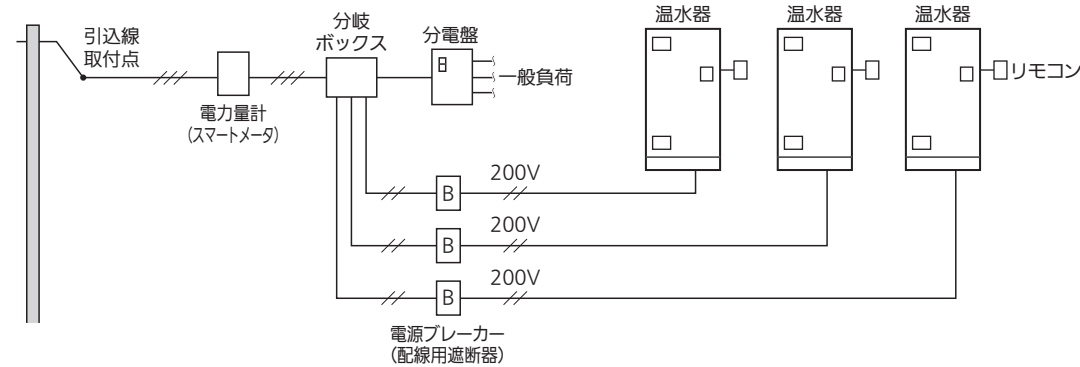 引込線
取付点
電力量計
(スマートメータ)
分岐
ボックス
分電盤
一般負荷
温水器
温水器
温水器
リモコン
200V
B
200V
B
200V
B
電源ブレーカー
(配線用遮断器)